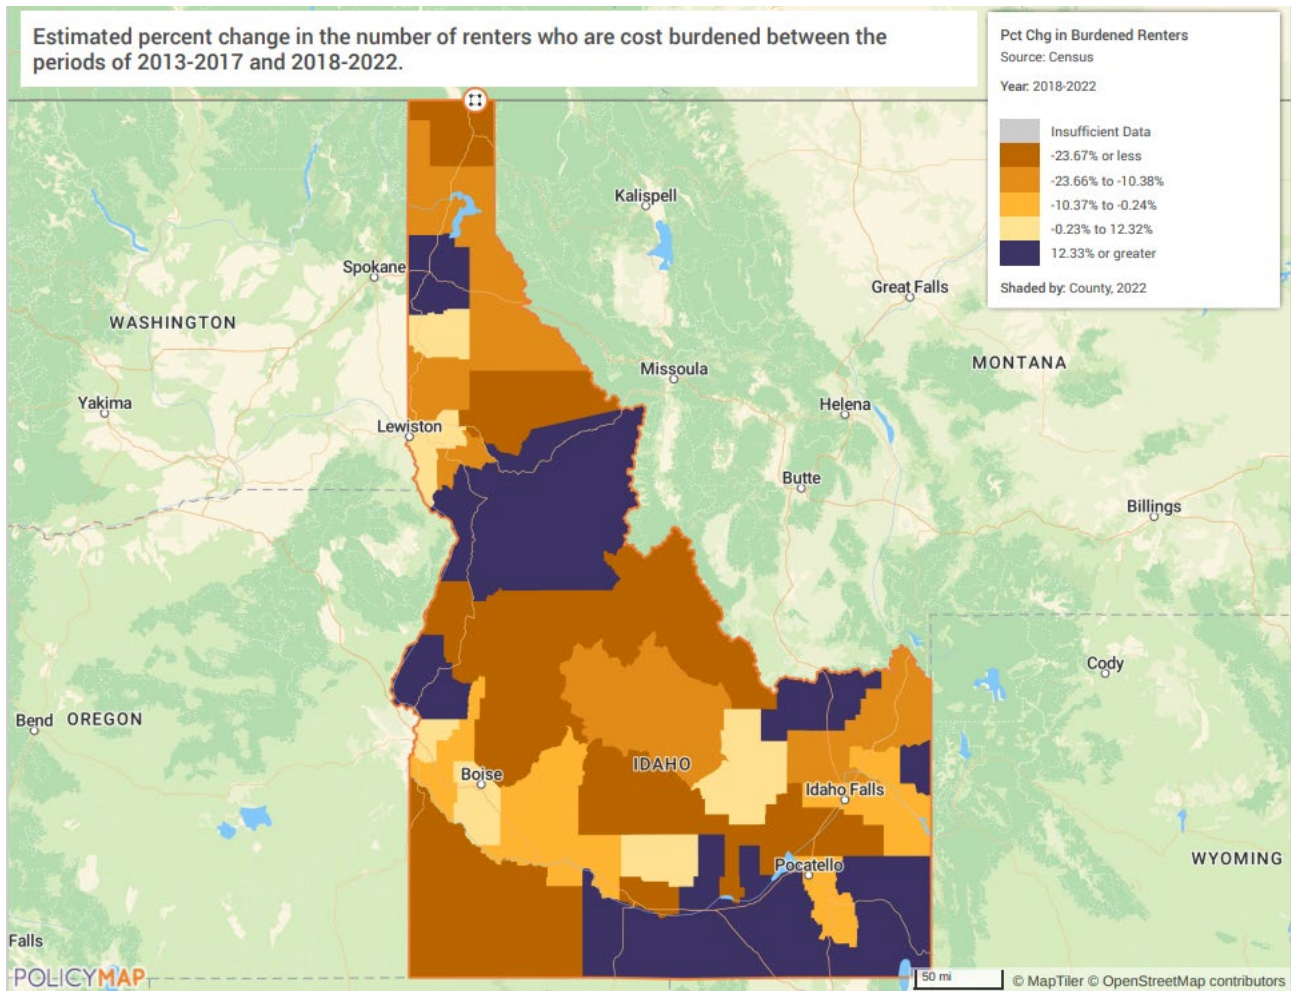 Estimated percent change in the number of renters who are cost burdened between the
periods of 2013-2017 and 2018-2022.
Pct Chg in Burdened Renters
Source: Census
Year: 2018-2022
Insufficient Data
-23.67% or less
-23.66% to -10.38%
-10.37% to -0.24%
-0.23% to 12.32%
12.33% or greater
Shaded by: County, 2022
Kalispell
Spokane
Great Falls
WASHINGTON
MONTANA
Missoula
Yakima
Helena
Lewiston
Butte
Billings
Cody
Bend
OREGON
IDAHO
Boise
Idaho Falls
Pocatello
WYOMING
Falls
POLICYMAP
50 mi
© MapTiler © OpenStreetMap contributors